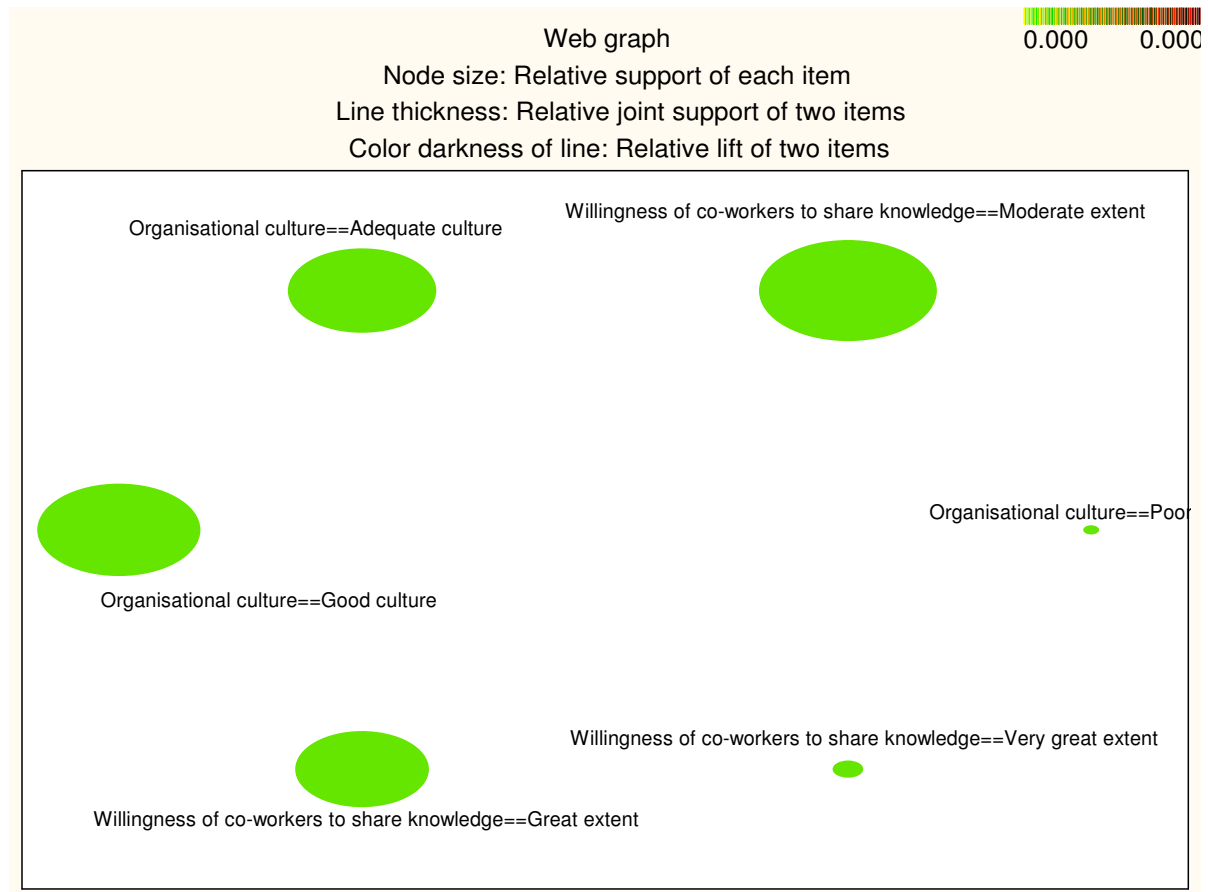 Web graph
0.000 0.000
Node size: Relative support of each item
Line thickness: Relative joint support of two items
Color darkness of line: Relative lift of two items
Willingness of co-workers to share knowledge==Moderate extent
Organisational culture==Adequate culture
Organisational culture==Poor
Organisational culture==Good culture
Willingness of co-workers to share knowledge==Very great extent
Willingness of co-workers to share knowledge==Great extent